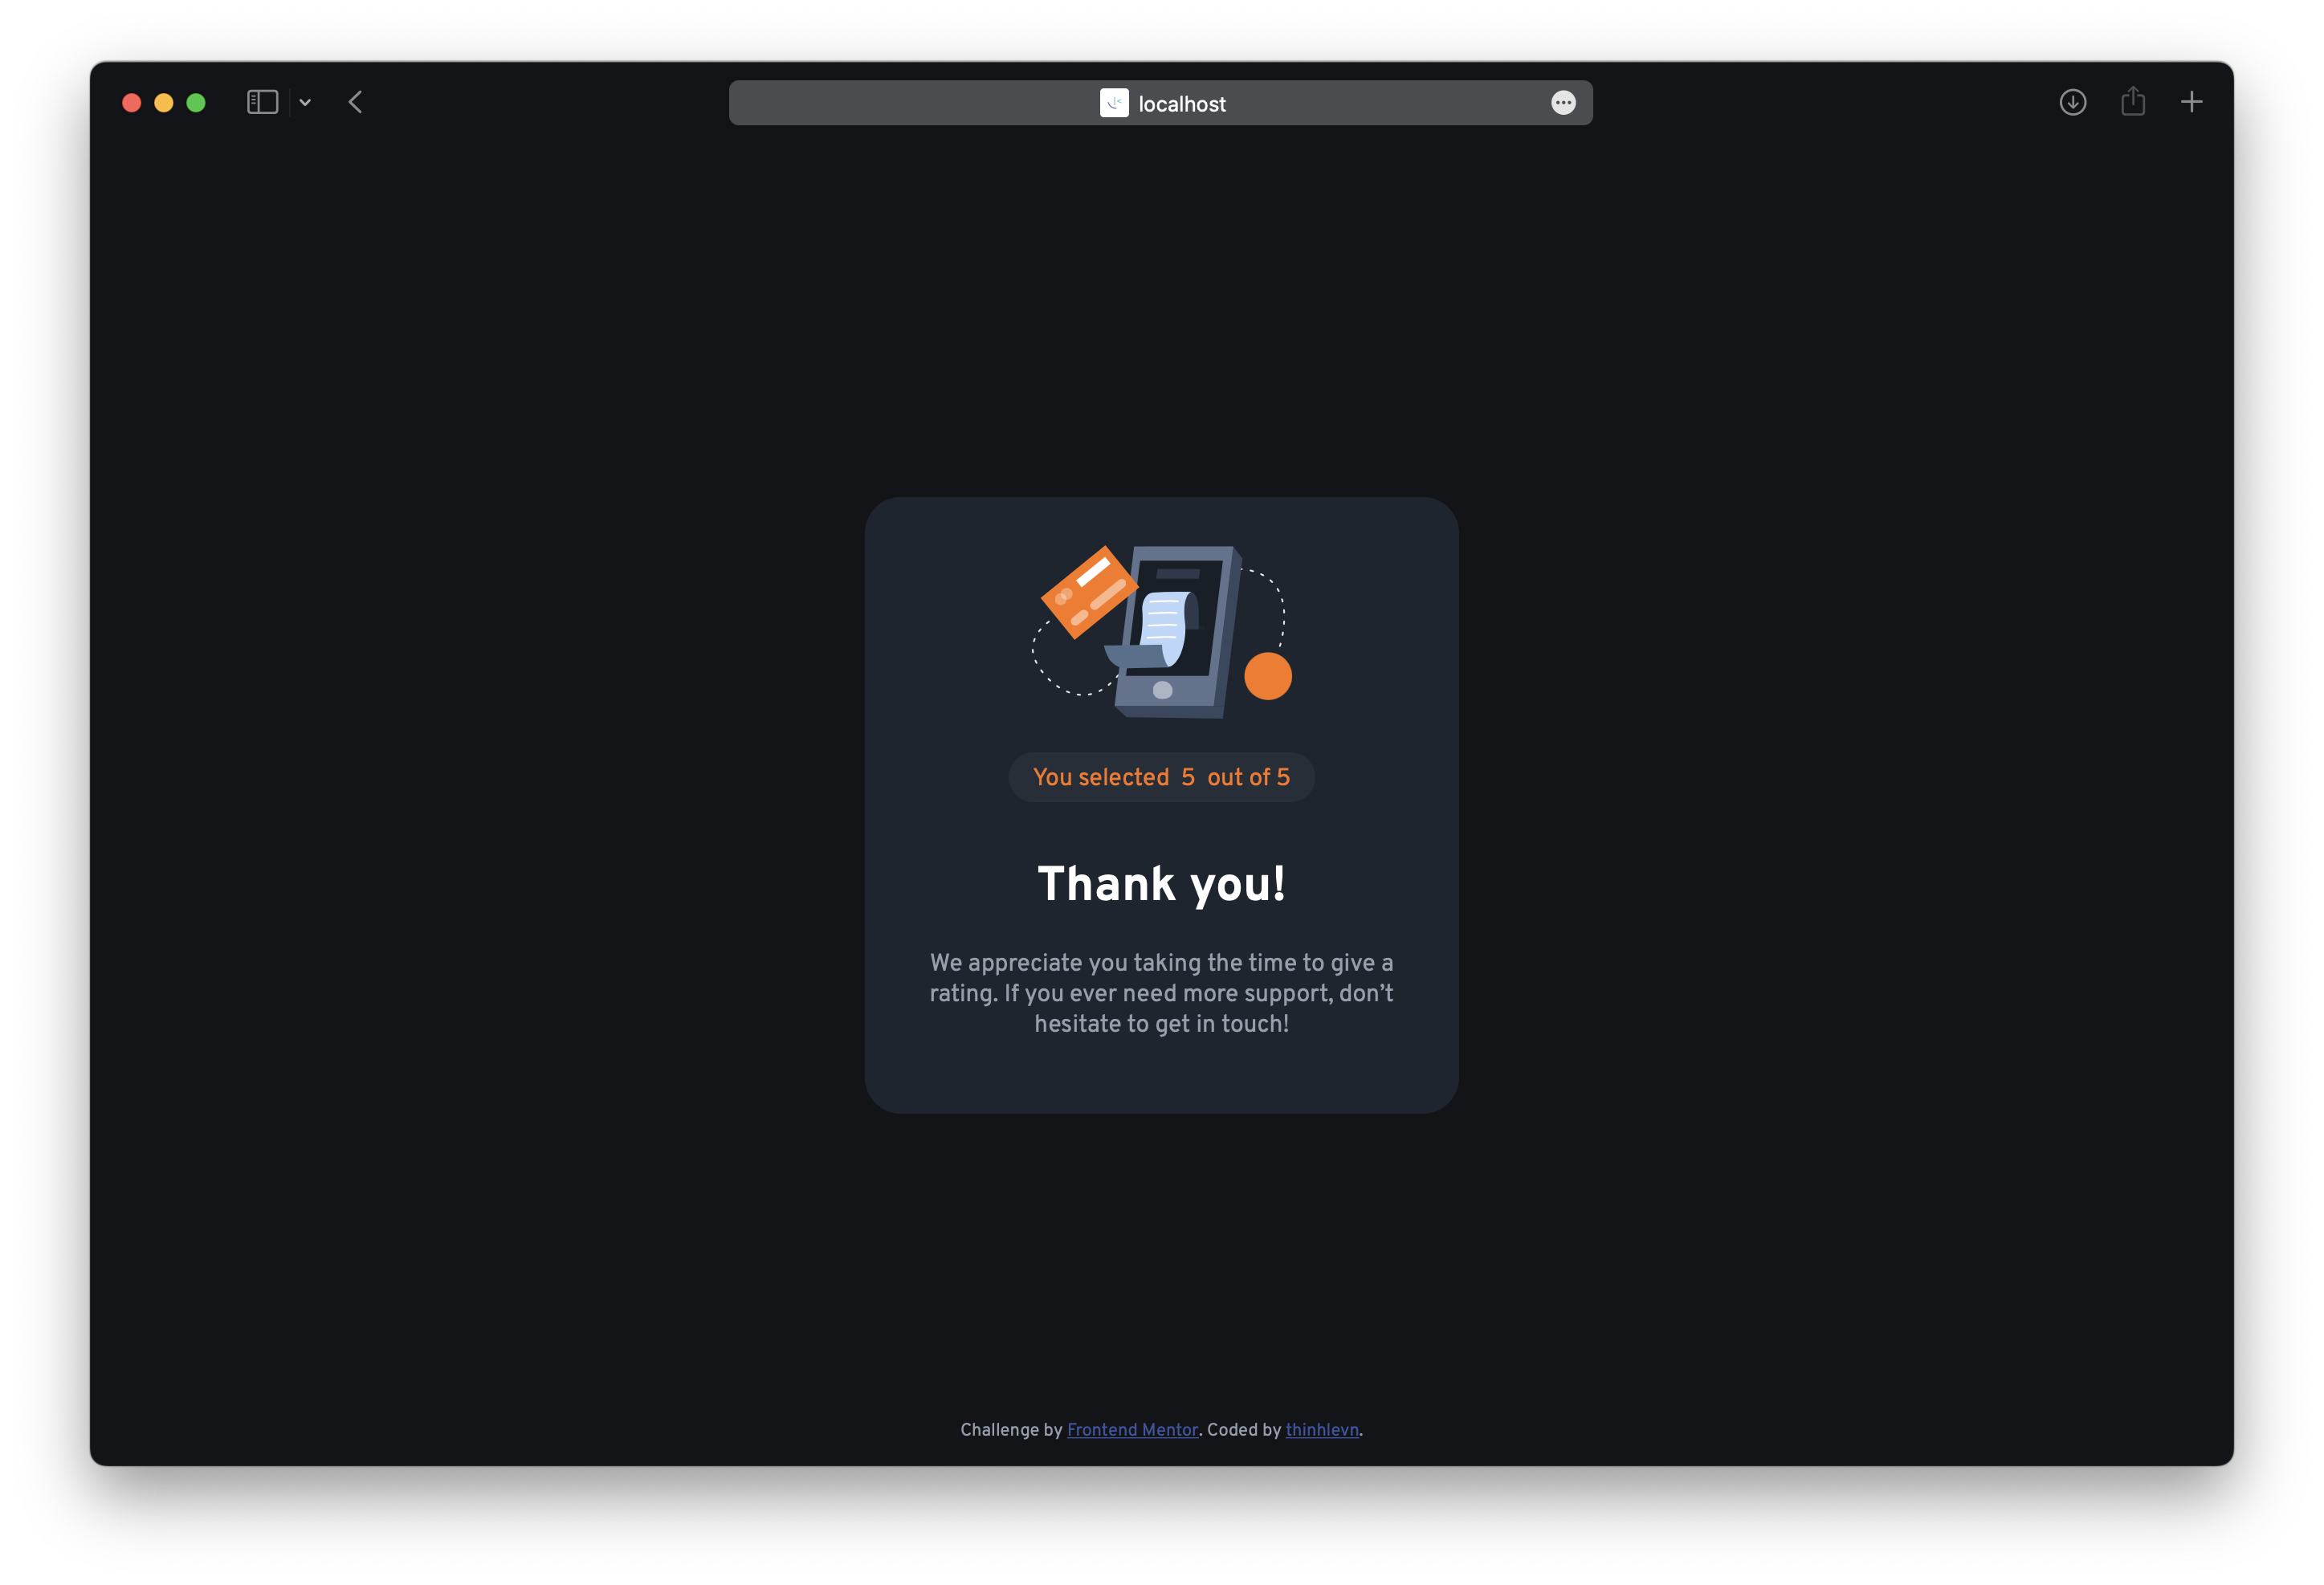 localhost
You selected 5 out of 5
Thank you!
We appreciate you taking the time to give a
rating. If you ever need more support, don’t
hesitate to get in touch!
Challenge by Frontend Mentor. Coded by thinhlevn.